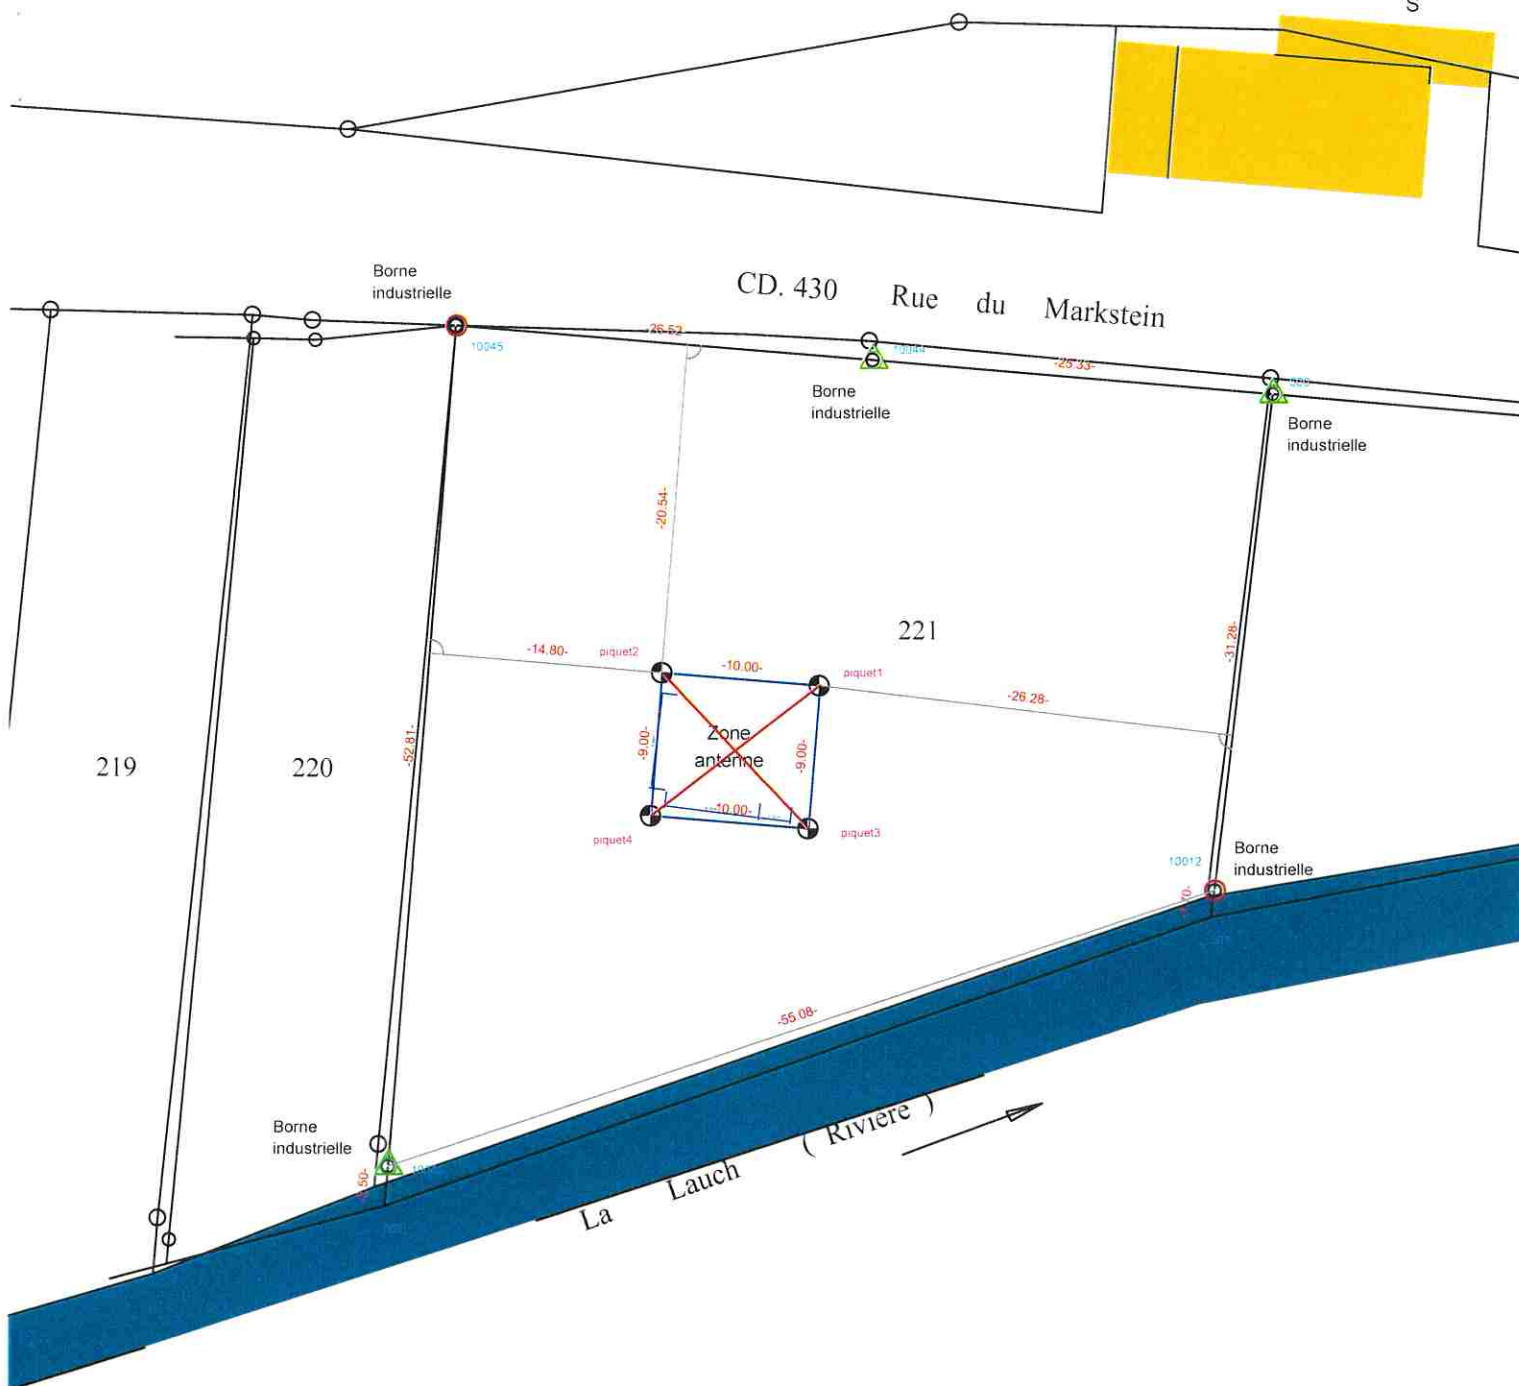 S
Borne
industrielle
CD. 430 Rue du Markstein
-26.52-
10045
10044
-25.33-
Borne
industrielle
Borne
industrielle
-20.54-
221
-31.28-
-14.80-
piquet2
-10.00-
piquet1
-26.28-
-52.81-
-9.00-
Zone
antenne
-9.00-
219
220
-10.00-
piquet4
piquet3
10012
Borne
industrielle
-55.08-
Borne
industrielle
La Lauch ( Rivière )